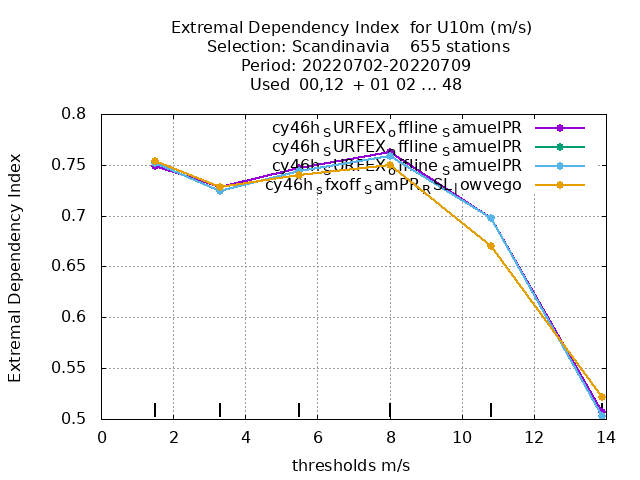 Extremal Dependency Index for U10m (m/s)
Selection: Scandinavia 655 stations
Period: 20220702-20220709
Used 00,12 + 01 02 ... 48
cy46h_SURFEX_offline_SamuelPR
cy46h_SURFEX_offline_SamuelPR
cy46h_SURFEX_offline_SamuelPR
cy46h_sfxoff_SamPR_RSL_lowvego
Extremal Dependency Index
0.8
0.75
0.7
0.65
0.6
0.55
0.5
0 2 4 6 8 10 12 14
thresholds m/s